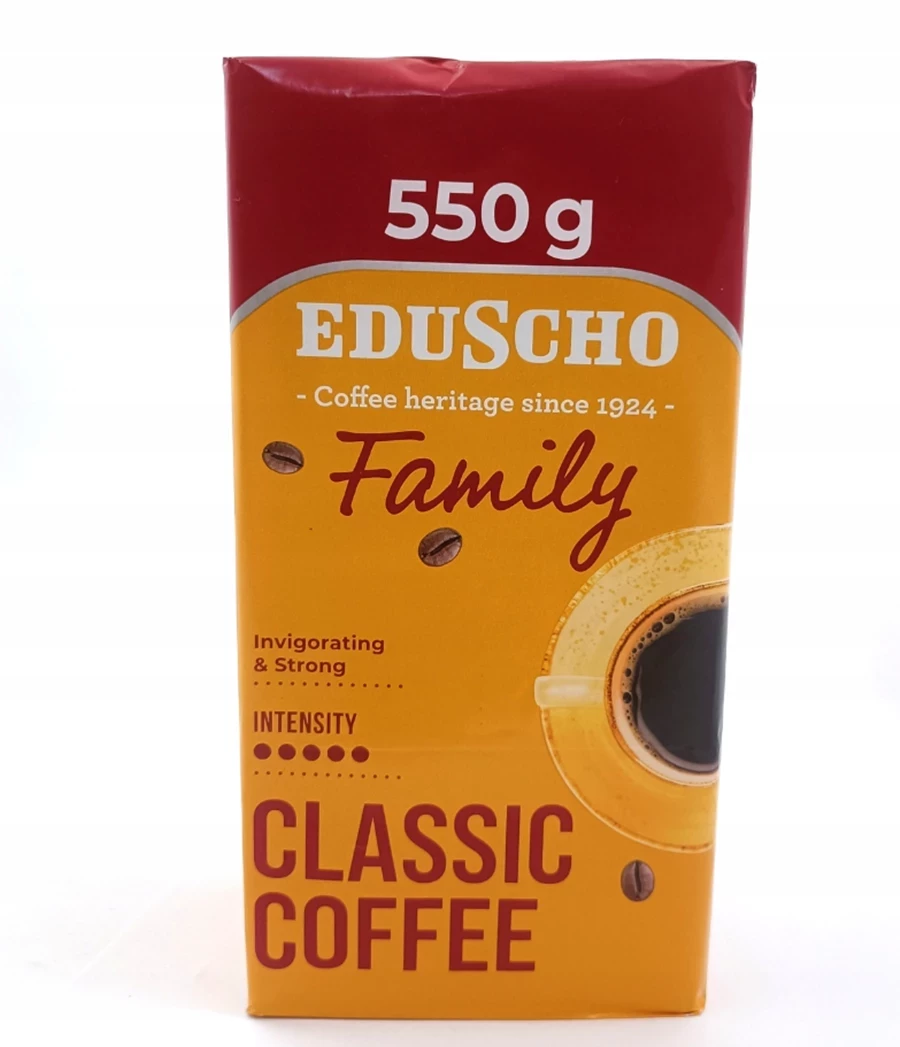 550 g
EDUSCHO
- Coffee heritage since 1924 -
Family
Invigorating
& Strong
INTENSITY
CLASSIC
COFFEE